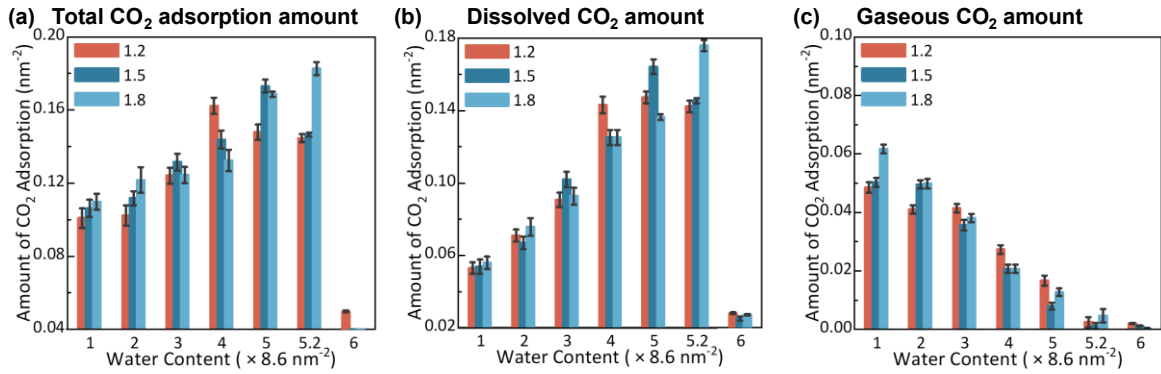 (a) Total CO₂ adsorption amount
Amount of CO₂ Adsorption (nm⁻²)
0.20
0.16
0.12
0.08
0.04
1.2
1.5
1.8
1 2 3 4 5 5.2 6
Water Content ( × 8.6 nm⁻²)
(b) Dissolved CO₂ amount
Amount of CO₂ Adsorption (nm⁻²)
0.18
0.14
0.10
0.06
0.02
1.2
1.5
1.8
1 2 3 4 5 5.2 6
Water Content ( × 8.6 nm⁻²)
(c) Gaseous CO₂ amount
Amount of CO₂ Adsorption (nm⁻²)
0.10
0.08
0.06
0.04
0.02
0.00
1.2
1.5
1.8
1 2 3 4 5 5.2 6
Water Content ( × 8.6 nm⁻²)